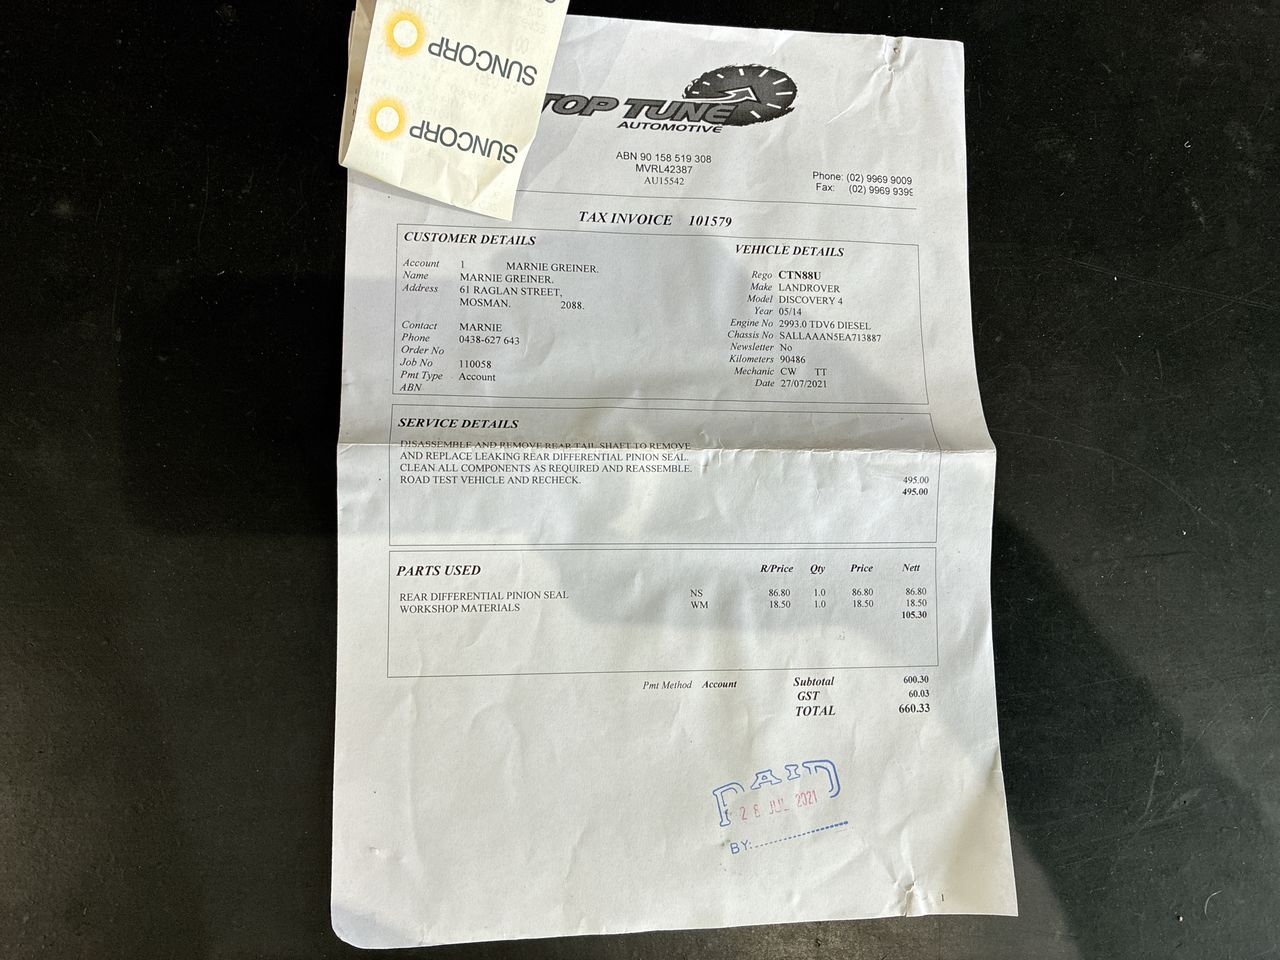 SUNCORP
SUNCORP
TOP TUNE
AUTOMOTIVE
ABN 90 158 519 308
MVRL42387
AU15542
Phone: (02) 9969 9009
Fax: (02) 9969 9399
TAX INVOICE 101579
CUSTOMER DETAILS
Account 1 MARNIE GREINER.
Name MARNIE GREINER.
Address 61 RAGLAN STREET,
MOSMAN. 2088.
Contact MARNIE
Phone 0438-627 643
Order No
Job No 110058
Pmt Type Account
ABN
VEHICLE DETAILS
Rego CTN88U
Make LANDROVER
Model DISCOVERY 4
Year 05/14
Engine No 2993.0 TDV6 DIESEL
Chassis No SALLAAAN5EA713887
Newsletter No
Kilometers 90486
Mechanic CW TT
Date 27/07/2021
SERVICE DETAILS
DISASSEMBLE AND REMOVE REAR TAIL SHAFT TO REMOVE
AND REPLACE LEAKING REAR DIFFERENTIAL PINION SEAL.
CLEAN ALL COMPONENTS AS REQUIRED AND REASSEMBLE.
ROAD TEST VEHICLE AND RECHECK. 495.00
495.00
PARTS USED R/Price Qty Price Nett
REAR DIFFERENTIAL PINION SEAL NS 86.80 1.0 86.80 86.80
WORKSHOP MATERIALS WM 18.50 1.0 18.50 18.50
105.30
Pmt Method Account Subtotal 600.30
GST 60.03
TOTAL 660.33
PAID
28 JUL 2021
BY:
1